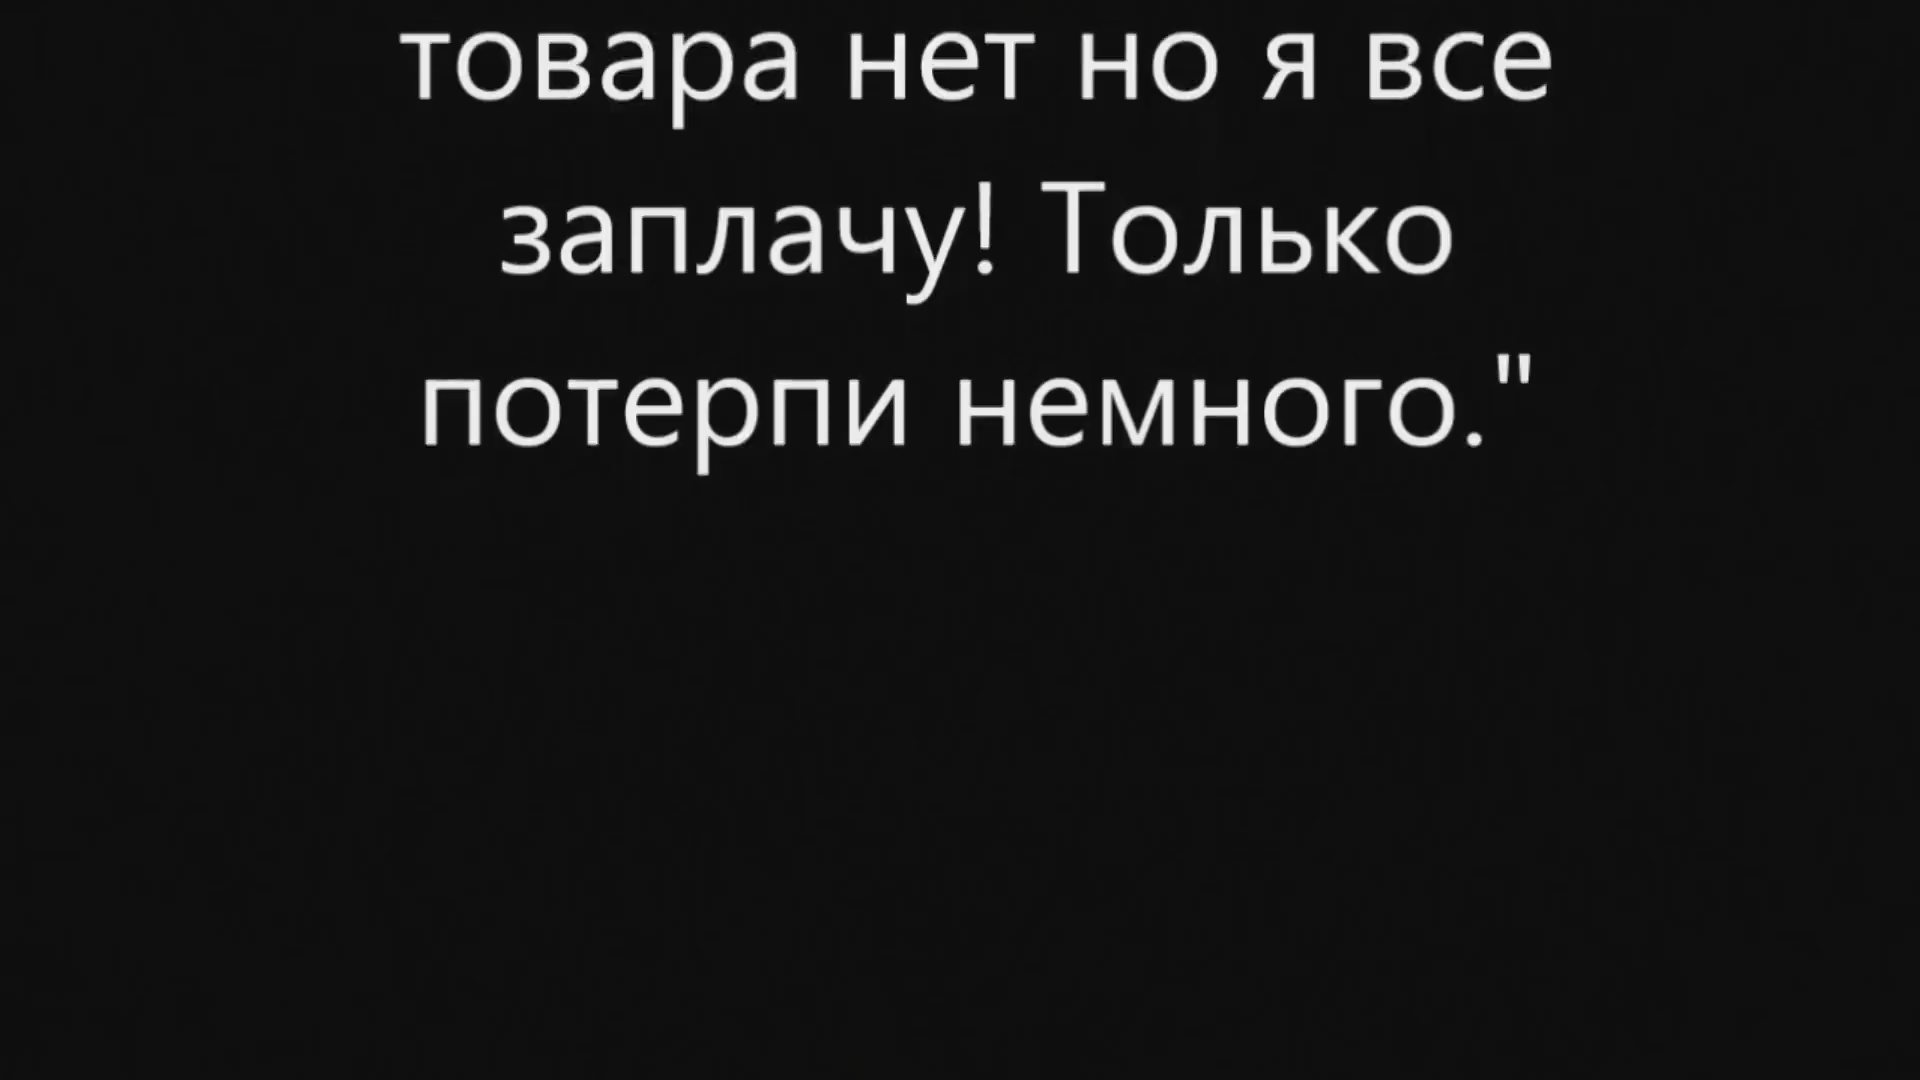 товара нет но я все
заплачу! Только
потерпи немного."